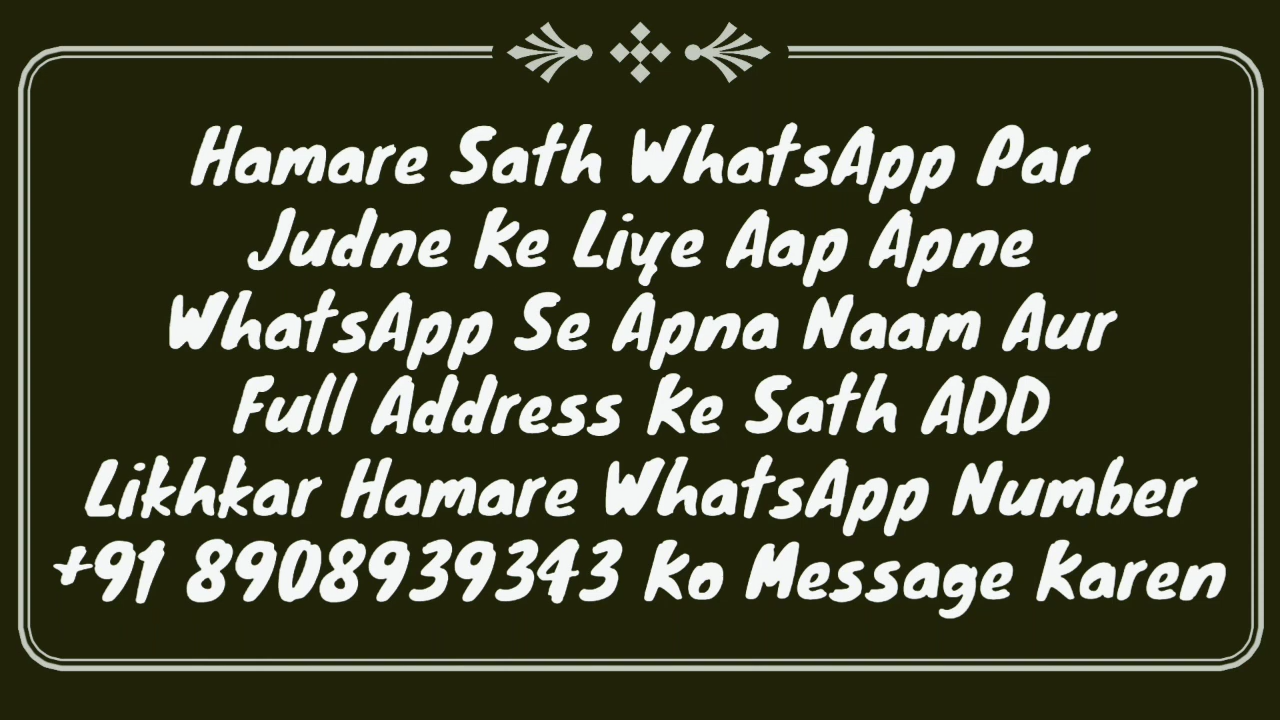 Hamare Sath WhatsApp Par
Judne Ke Liye Aap Apne
WhatsApp Se Apna Naam Aur
Full Address Ke Sath ADD
Likhkar Hamare WhatsApp Number
+91 8908939343 Ko Message Karen